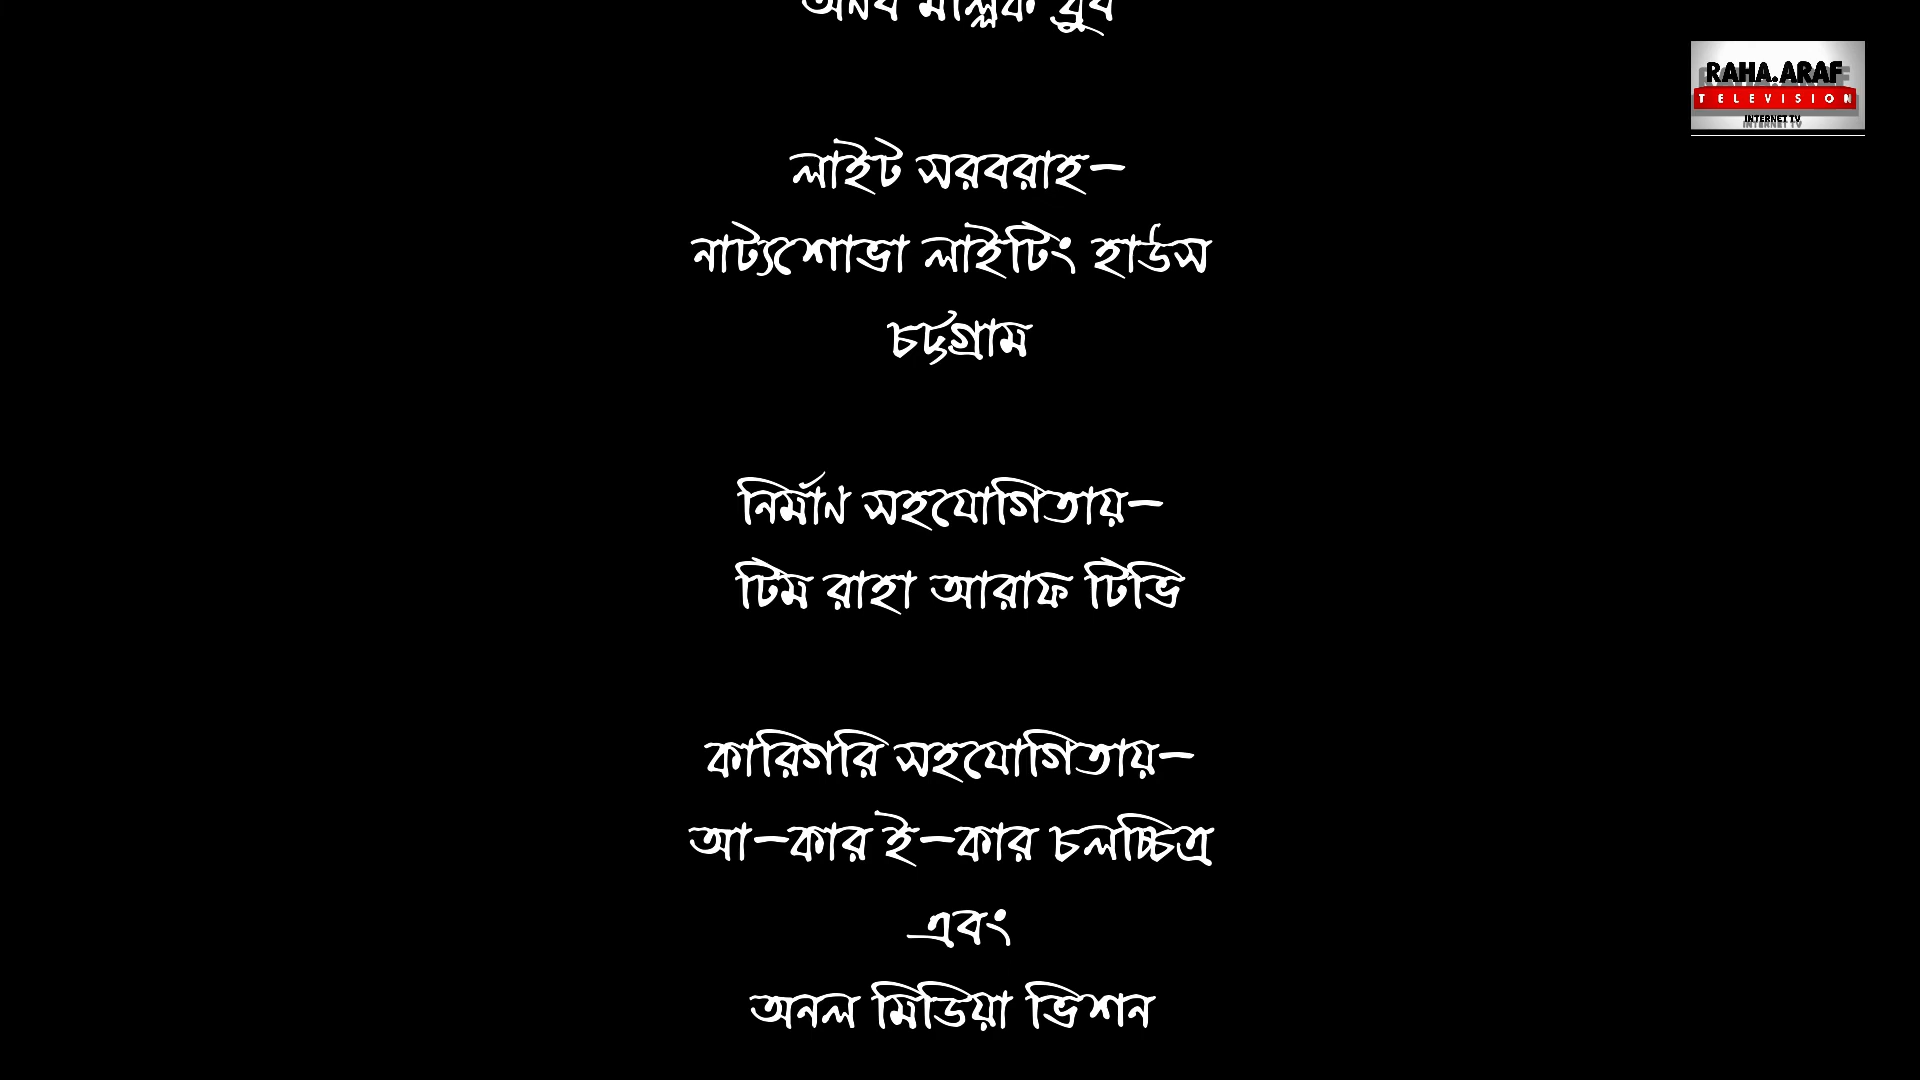 লাইট সরবরাহ-
নাট্যশোভা লাইটিং হাউস
চট্টগ্রাম
নির্মাণ সহযোগিতায়-
টিম রাহা আরাফ টিভি
কারিগরি সহযোগিতায়-
আ-কার ই-কার চলচ্চিত্র
এবং
অনল মিডিয়া ভিশন
RAHA.ARAF
TELEVISION
INTERNET TV